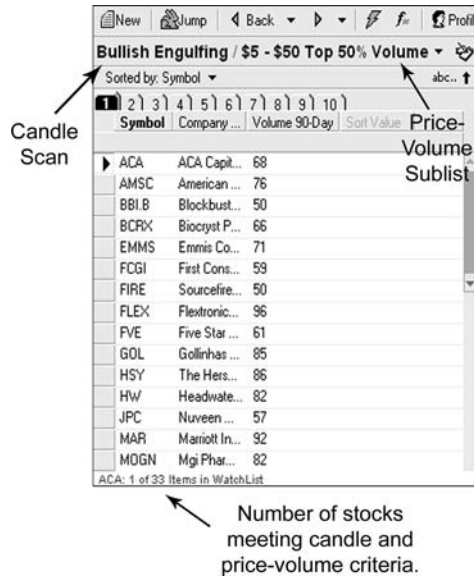 New Jump Back Profil
Bullish Engulfing / $5 - $50 Top 50% Volume
Sorted by: Symbol abc..
1 2 3 4 5 6 7 8 9 10
Symbol Company ... Volume 90-Day Sort Value
Candle
Scan
Price-
Volume
Sublist
ACA ACA Capit... 68
AMSC American ... 76
BBI.B Blockbust... 50
BCRX Biocryst P... 66
EMMS Emmis Co... 71
FCGI First Cons... 59
FIRE Sourcefire... 50
FLEX Flextronic... 96
FVE Five Star ... 61
GOL Gollinhas ... 85
HSY The Hers... 86
HW Headwate... 82
JPC Nuveen ... 57
MAR Marriott In... 92
MOGN Mgi Phar... 82
ACA: 1 of 33 Items in WatchList
Number of stocks
meeting candle and
price-volume criteria.